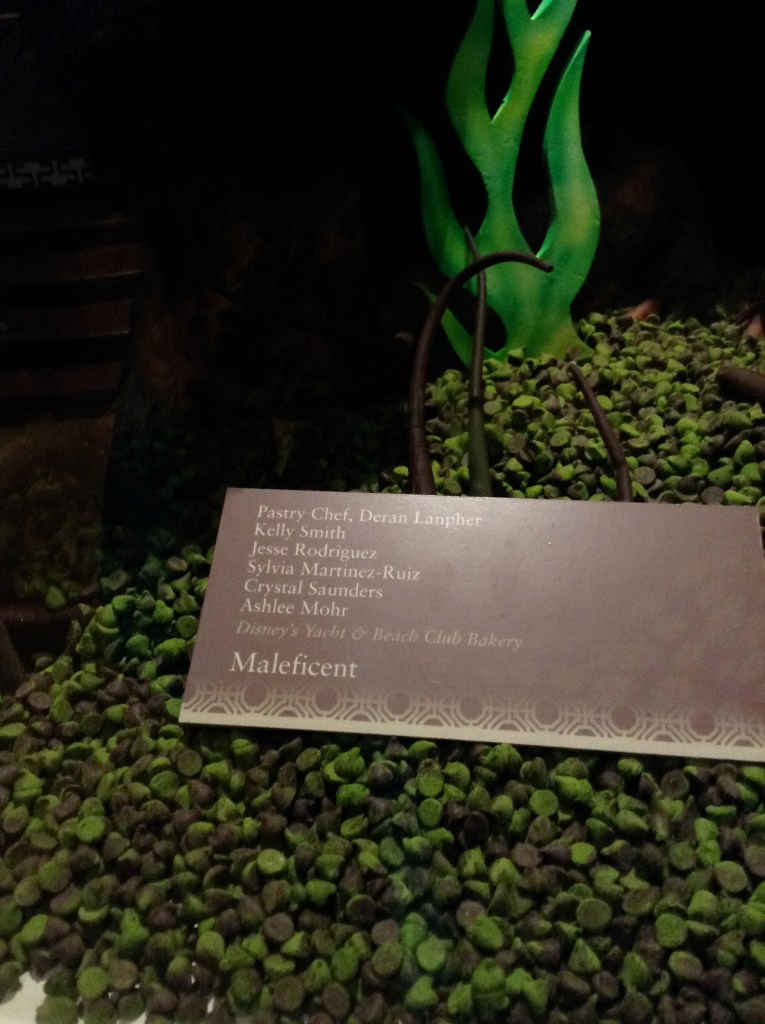 Pastry Chef, Deran Lanpher
Kelly Smith
Jesse Rodriguez
Sylvia Martinez-Ruiz
Crystal Saunders
Ashlee Mohr
Disney's Yacht & Beach Club Bakery
Maleficent